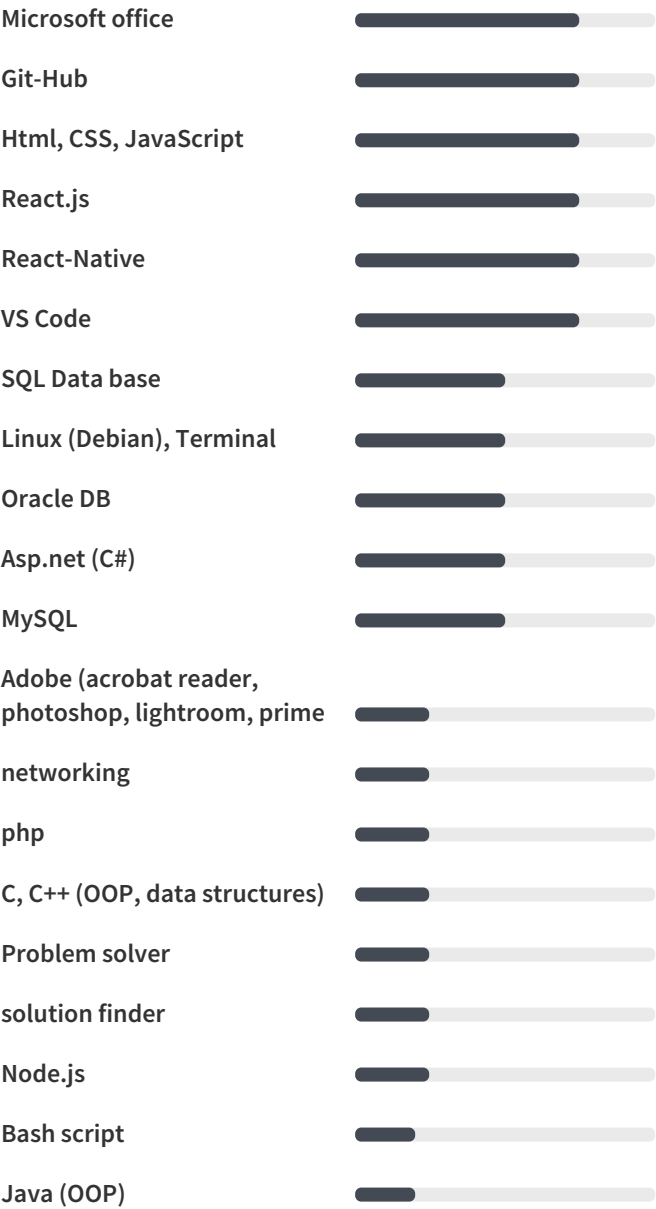 Microsoft office
Git-Hub
Html, CSS, JavaScript
React.js
React-Native
VS Code
SQL Data base
Linux (Debian), Terminal
Oracle DB
Asp.net (C#)
MySQL
Adobe (acrobat reader,
photoshop, lightroom, prime
networking
php
C, C++ (OOP, data structures)
Problem solver
solution finder
Node.js
Bash script
Java (OOP)